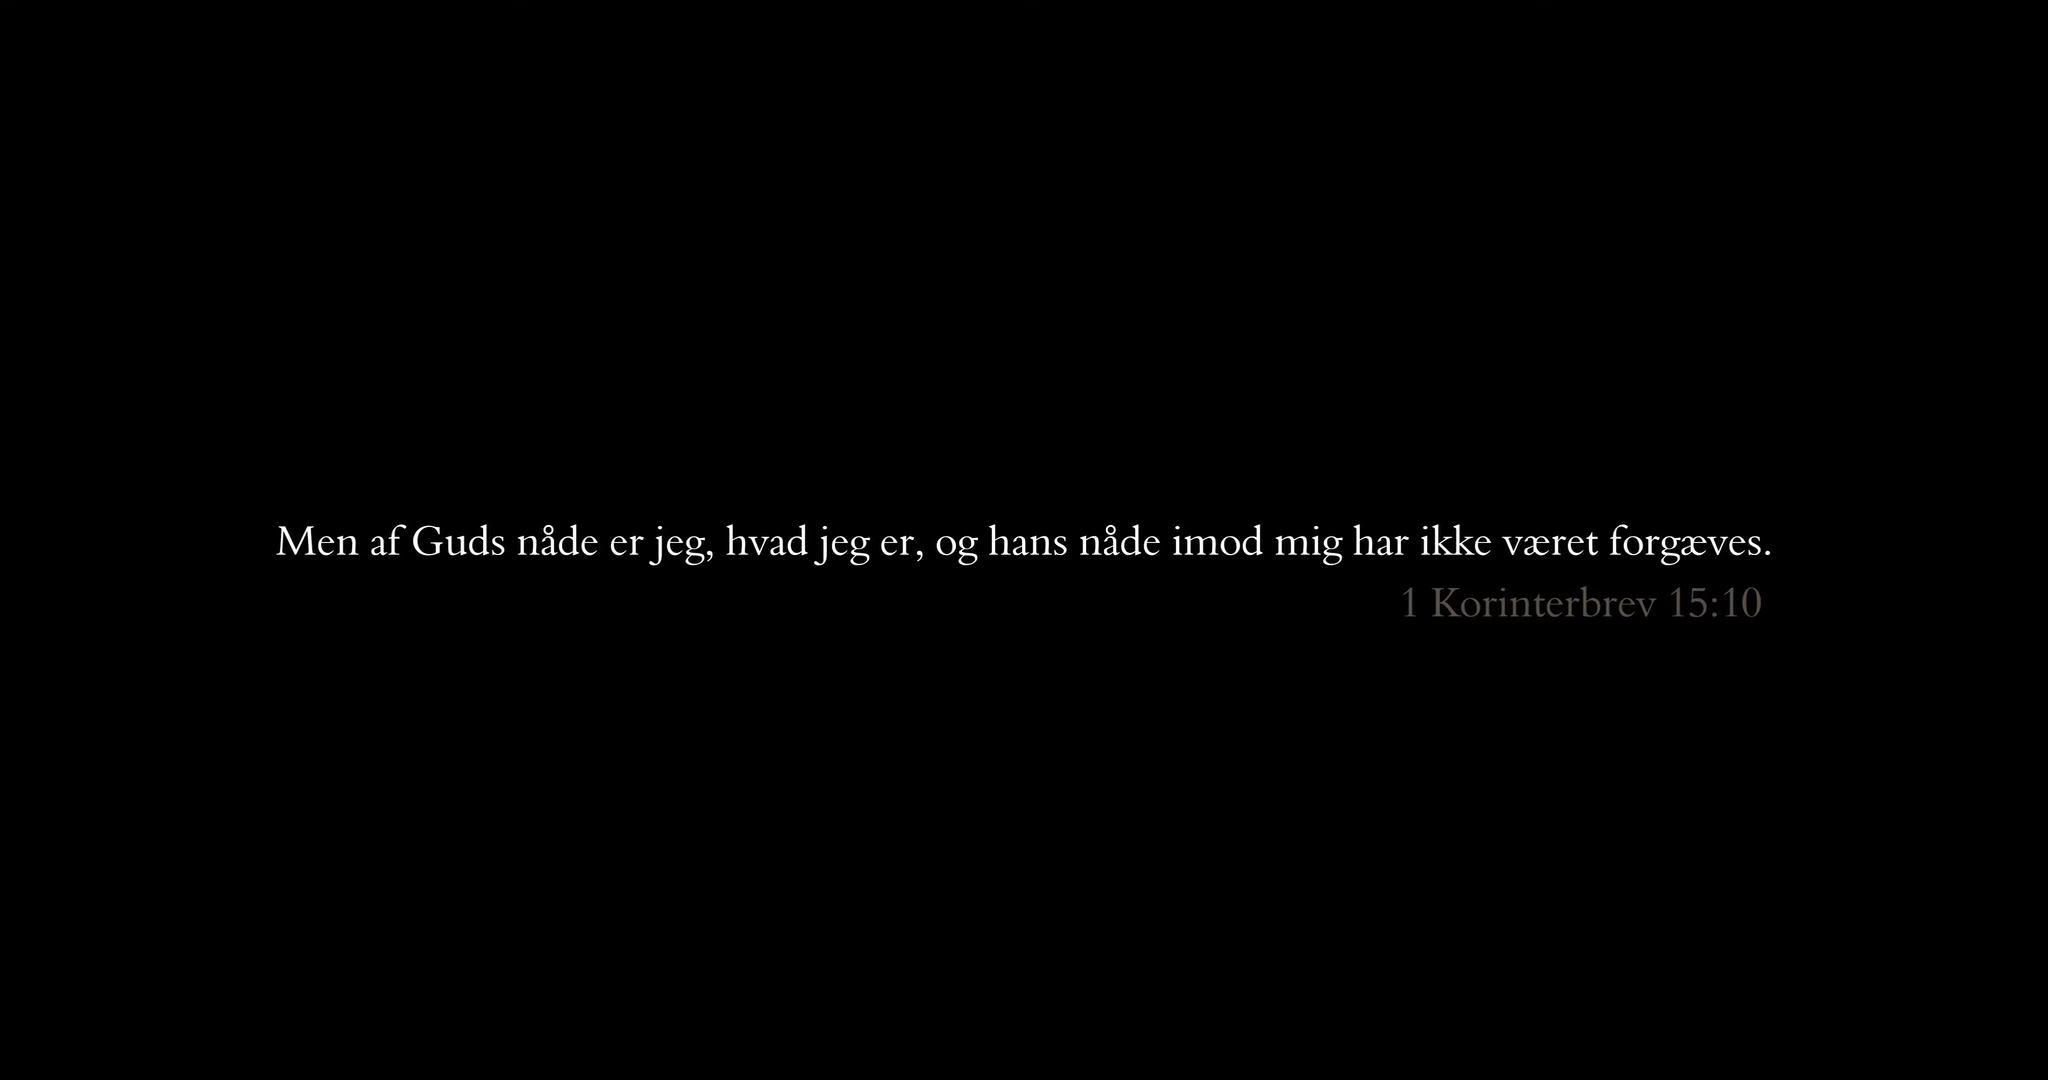 Men af Guds nåde er jeg, hvad jeg er, og hans nåde imod mig har ikke været forgæves.
1 Korinterbrev 15:10